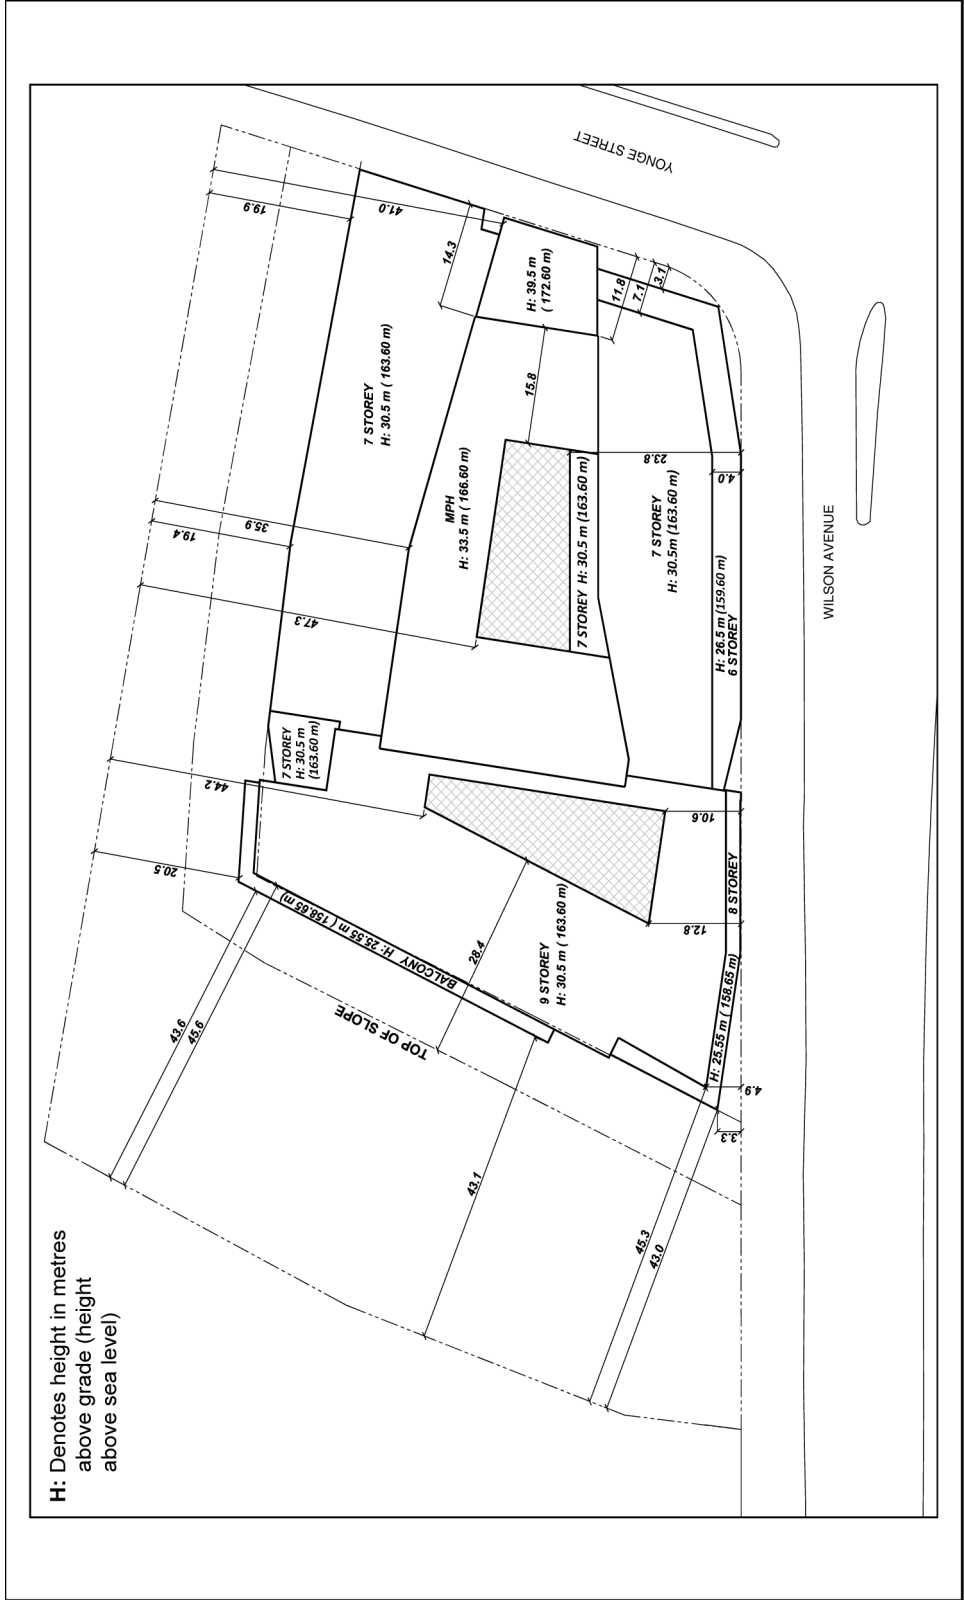 H: Denotes height in metres
above grade (height
above sea level)
YONGE STREET
WILSON AVENUE
TOP OF SLOPE
19.9
41.0
14.3
H: 39.5 m
( 172.60 m)
11.8
7.1
3.1
7 STOREY
H: 30.5 m ( 163.60 m)
15.8
MPH
H: 33.5 m ( 166.60 m)
35.9
19.4
47.3
7 STOREY H: 30.5 m (163.60 m)
23.8
4.0
7 STOREY
H: 30.5m (163.60 m)
H: 26.5 m (159.60 m)
6 STOREY
7 STOREY
H: 30.5 m
(163.60 m)
44.2
20.5
10.6
12.8
8 STOREY
28.4
9 STOREY
H: 30.5 m ( 163.60 m)
BALCONY H: 25.55 m ( 158.65 m)
H: 25.55 m ( 158.65 m)
43.6
45.6
43.1
45.3
43.0
4.9
3.3